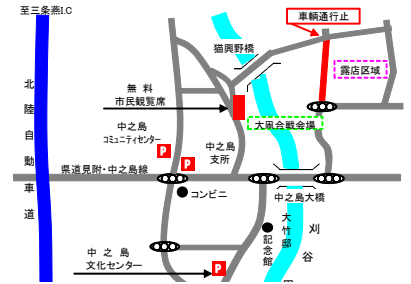 至三条燕I.C
車輌通行止
猫興野橋
露店区域
北陸自動車道
無料
市民観覧席
大凧合戦会場
中之島
コミュニティセンター
中之島
支所
P
P
県道見附・中之島線
コンビニ
中之島大橋
大竹邸
記念館
刈谷
中之島
文化センター
P